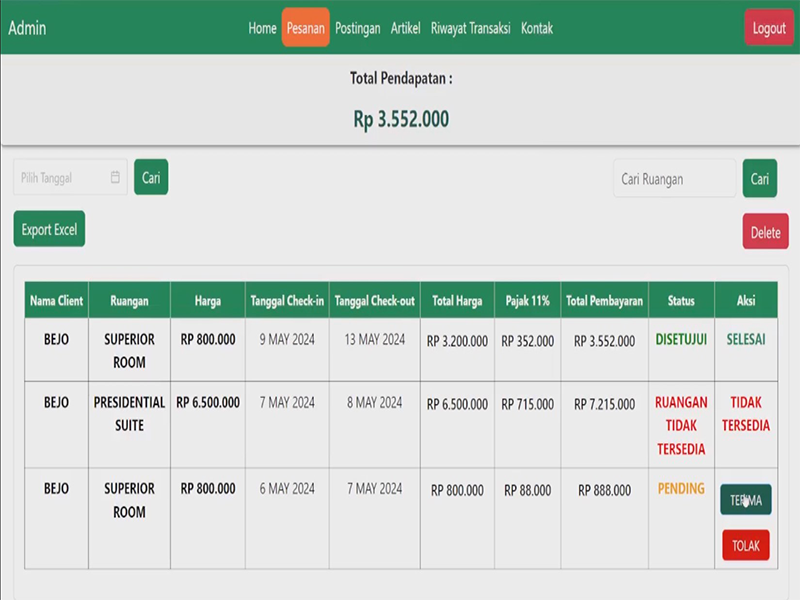 Admin
Home Pesanan Postingan Artikel Riwayat Transaksi Kontak
Logout
Total Pendapatan :
Rp 3.552.000
Pilih Tanggal
Cari
Cari Ruangan
Cari
Export Excel
Delete
Nama Client Ruangan Harga Tanggal Check-in Tanggal Check-out Total Harga Pajak 11% Total Pembayaran Status Aksi
BEJO SUPERIOR RP 800.000 9 MAY 2024 13 MAY 2024 RP 3.200.000 RP 352.000 RP 3.552.000 DISETUJUI SELESAI
ROOM
BEJO PRESIDENTIAL RP 6.500.000 7 MAY 2024 8 MAY 2024 RP 6.500.000 RP 715.000 RP 7.215.000 RUANGAN TIDAK
SUITE TIDAK TERSEDIA
TERSEDIA
BEJO SUPERIOR RP 800.000 6 MAY 2024 7 MAY 2024 RP 800.000 RP 88.000 RP 888.000 PENDING TERIMA
ROOM
TOLAK